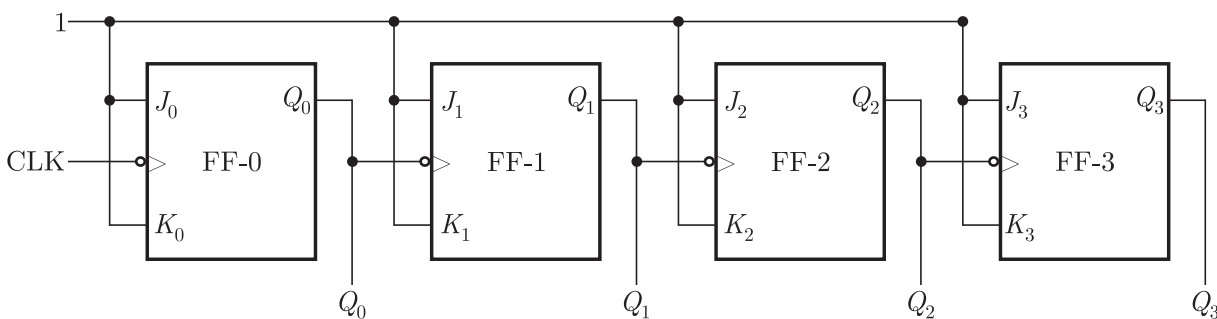 1
J₀ Q₀ J₁ Q₁ J₂ Q₂ J₃ Q₃
CLK FF-0 FF-1 FF-2 FF-3
K₀ K₁ K₂ K₃
Q₀ Q₁ Q₂ Q₃